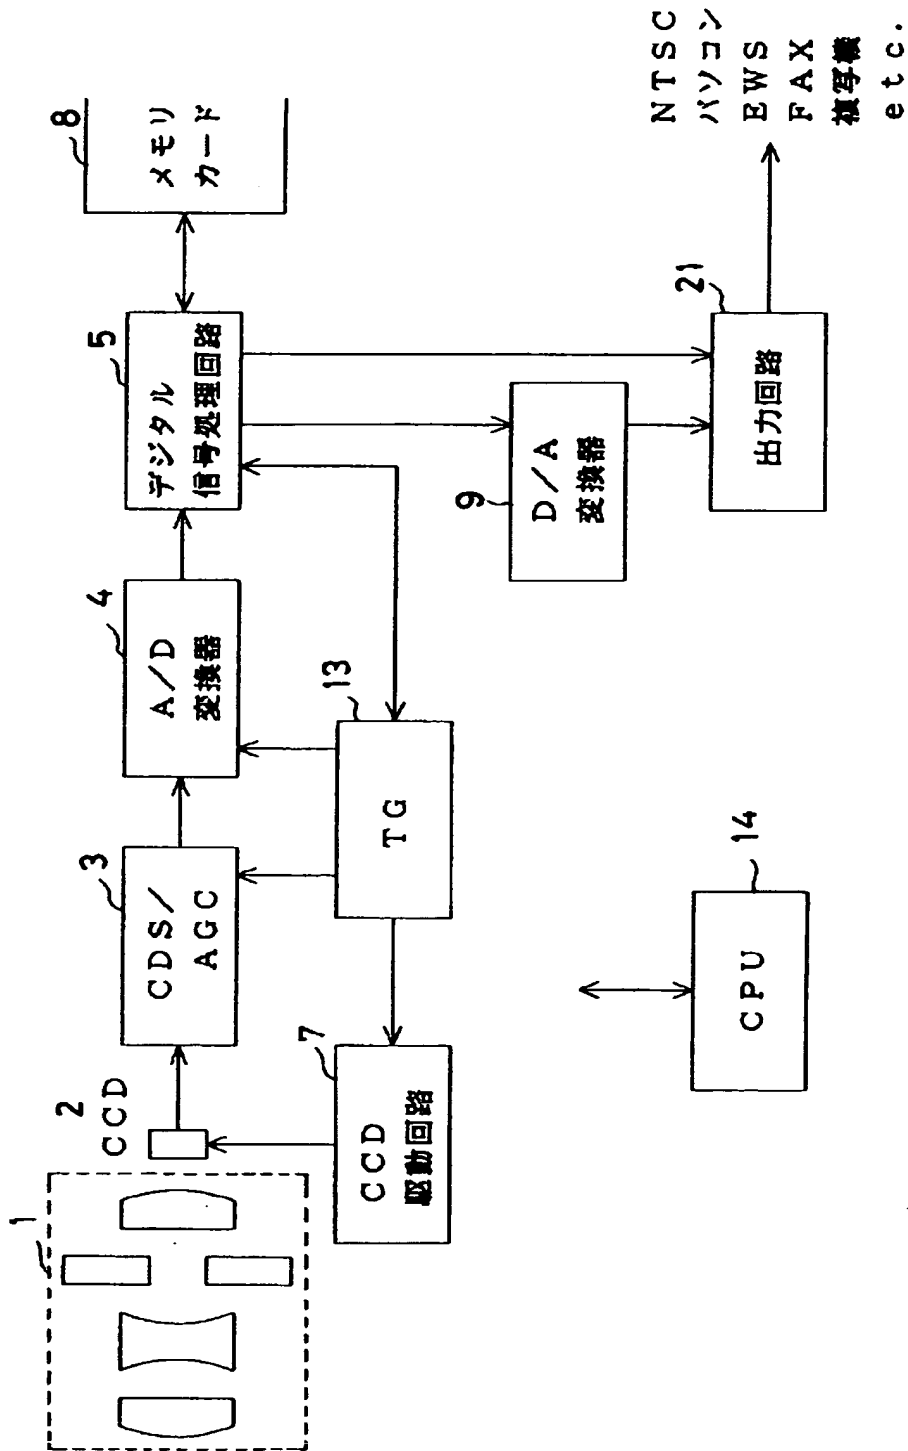 1
2
CCD
3
CDS/
AGC
4
A/D
変換器
5
デジタル
信号処理回路
8
メモリ
カード
7
CCD
駆動回路
13
TG
9
D/A
変換器
21
出力回路
14
CPU
NTSC
パソコン
EWS
FAX
複写機
etc.